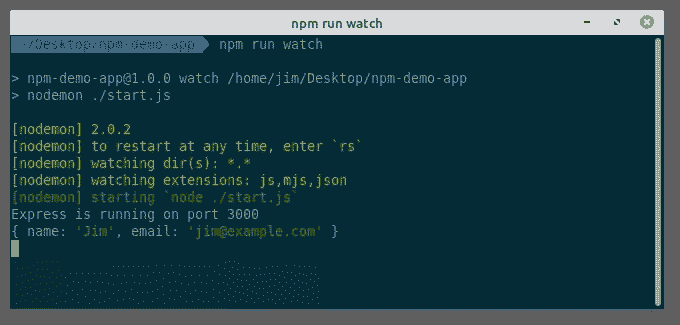 npm run watch
~/Desktop/npm-demo-app npm run watch
> npm-demo-app@1.0.0 watch /home/jim/Desktop/npm-demo-app
> nodemon ./start.js
[nodemon] 2.0.2
[nodemon] to restart at any time, enter `rs`
[nodemon] watching dir(s): *.*
[nodemon] watching extensions: js,mjs,json
[nodemon] starting `node ./start.js`
Express is running on port 3000
{ name: 'Jim', email: 'jim@example.com' }